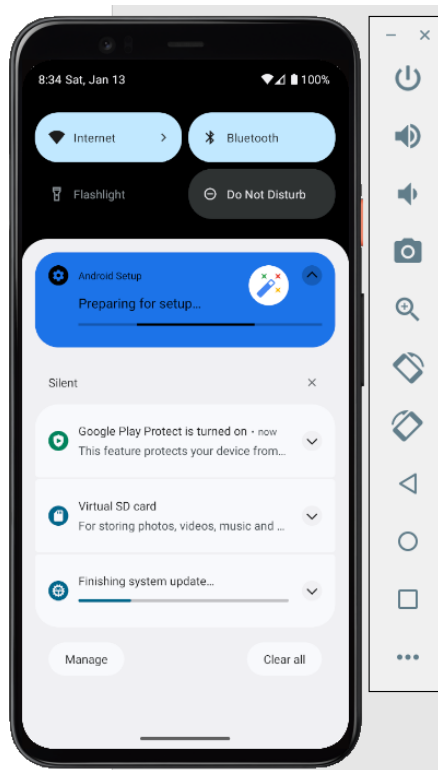 8:34 Sat, Jan 13
100%
Internet
Bluetooth
Flashlight
Do Not Disturb
Android Setup
Preparing for setup...
Silent
Google Play Protect is turned on • now
This feature protects your device from...
Virtual SD card
For storing photos, videos, music and ...
Finishing system update...
Manage
Clear all